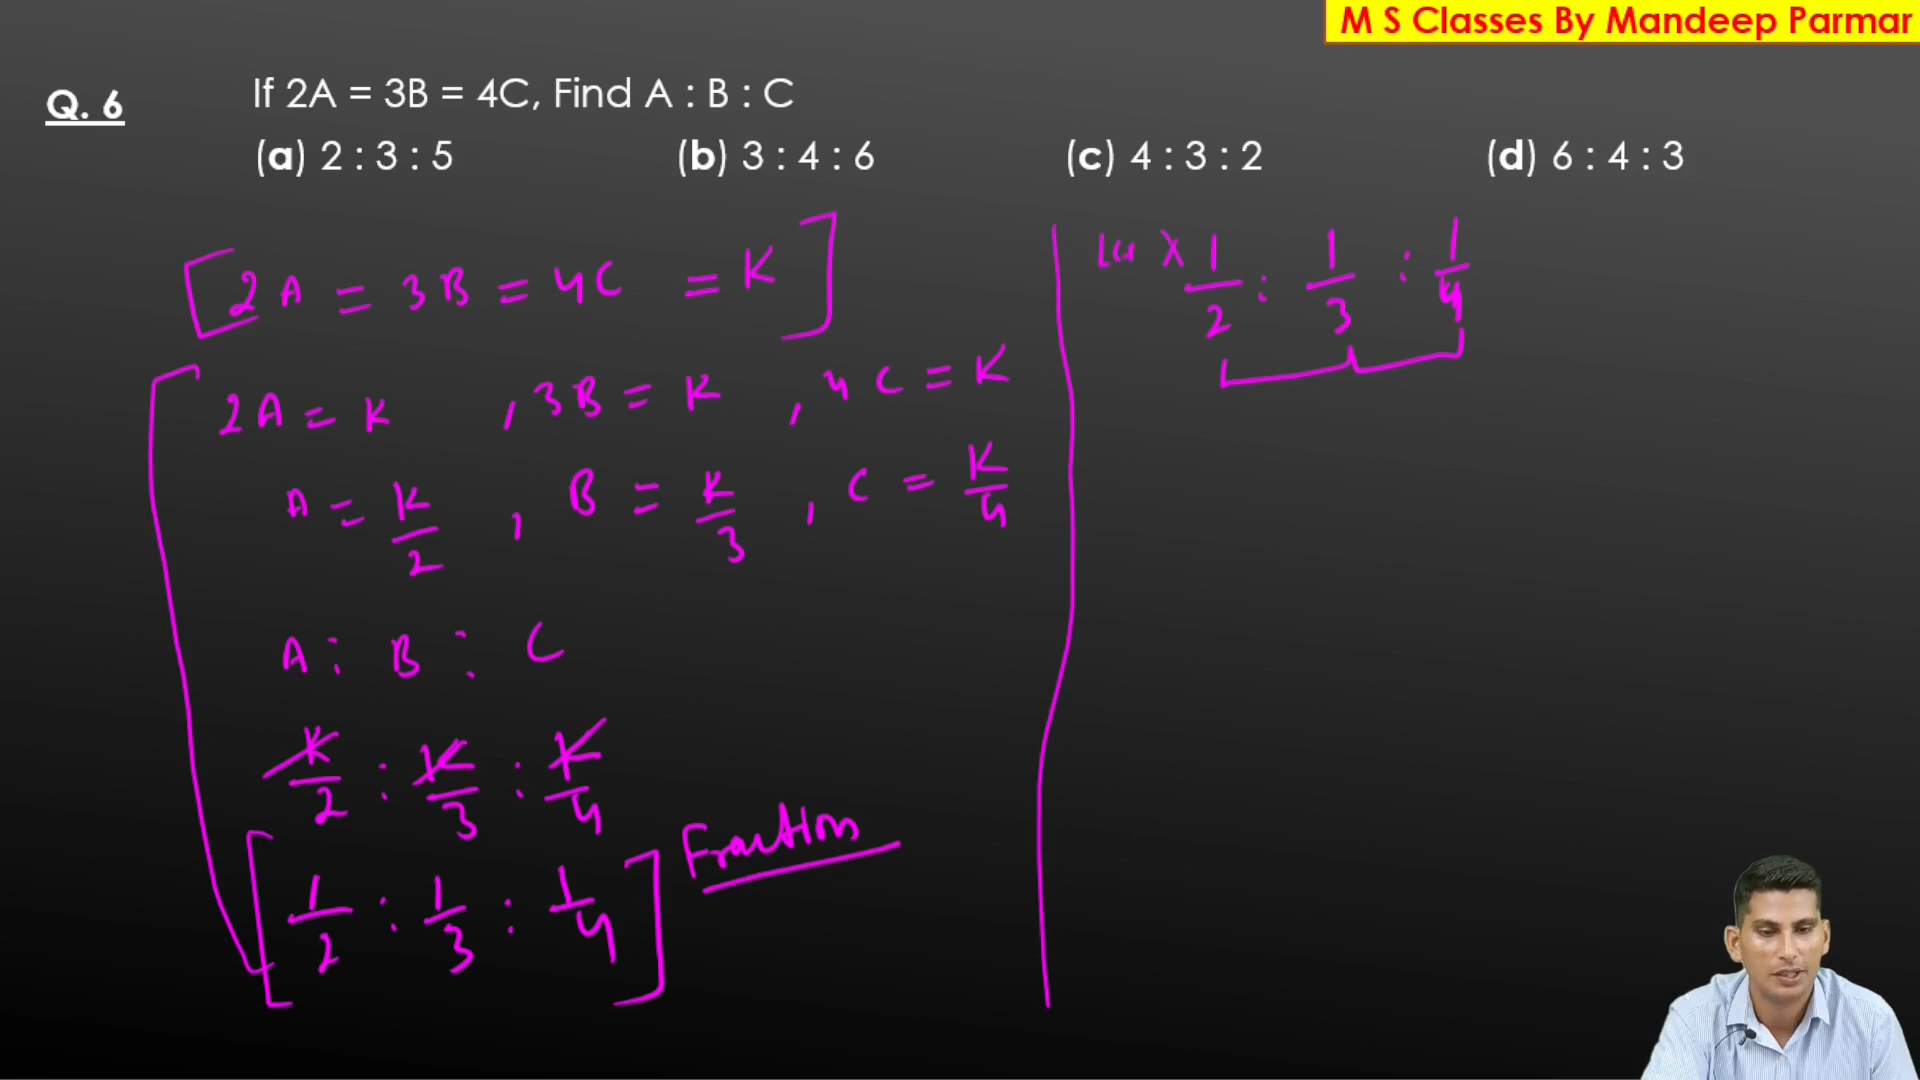 M S Classes By Mandeep Parmar
Q. 6 If 2A = 3B = 4C, Find A : B : C
(a) 2 : 3 : 5 (b) 3 : 4 : 6 (c) 4 : 3 : 2 (d) 6 : 4 : 3
[2A = 3B = 4C = K]
2A = K , 3B = K , 4C = K
A = K/2 , B = K/3 , C = K/4
A : B : C
K/2 : K/3 : K/4
[1/2 : 1/3 : 1/4] Fraction
X 1/2 : 1/3 : 1/4